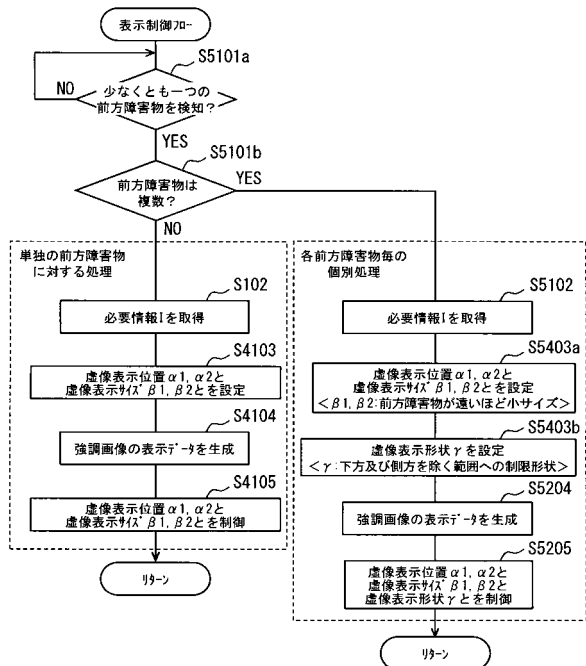 表示制御ﾌﾛｰ
S5101a
少なくとも一つの
前方障害物を検知?
NO
YES
S5101b
前方障害物は
複数?
YES
NO
単独の前方障害物
に対する処理
S102
必要情報Iを取得
S4103
虚像表示位置α1, α2と
虚像表示ｻｲｽﾞβ1, β2とを設定
S4104
強調画像の表示ﾃﾞｰﾀを生成
S4105
虚像表示位置α1, α2と
虚像表示ｻｲｽﾞβ1, β2とを制御
ﾘﾀｰﾝ
各前方障害物毎の
個別処理
S5102
必要情報Iを取得
S5403a
虚像表示位置α1, α2と
虚像表示ｻｲｽﾞβ1, β2とを設定
<β1, β2:前方障害が遠いほど小サイズ>
S5403b
虚像表示形状γを設定
<γ:下方及び側方を除く範囲への制限形状>
S5204
強調画像の表示ﾃﾞｰﾀを生成
S5205
虚像表示位置α1, α2と
虚像表示ｻｲｽﾞβ1, β2と
虚像表示形状γとを制御
ﾘﾀｰﾝ